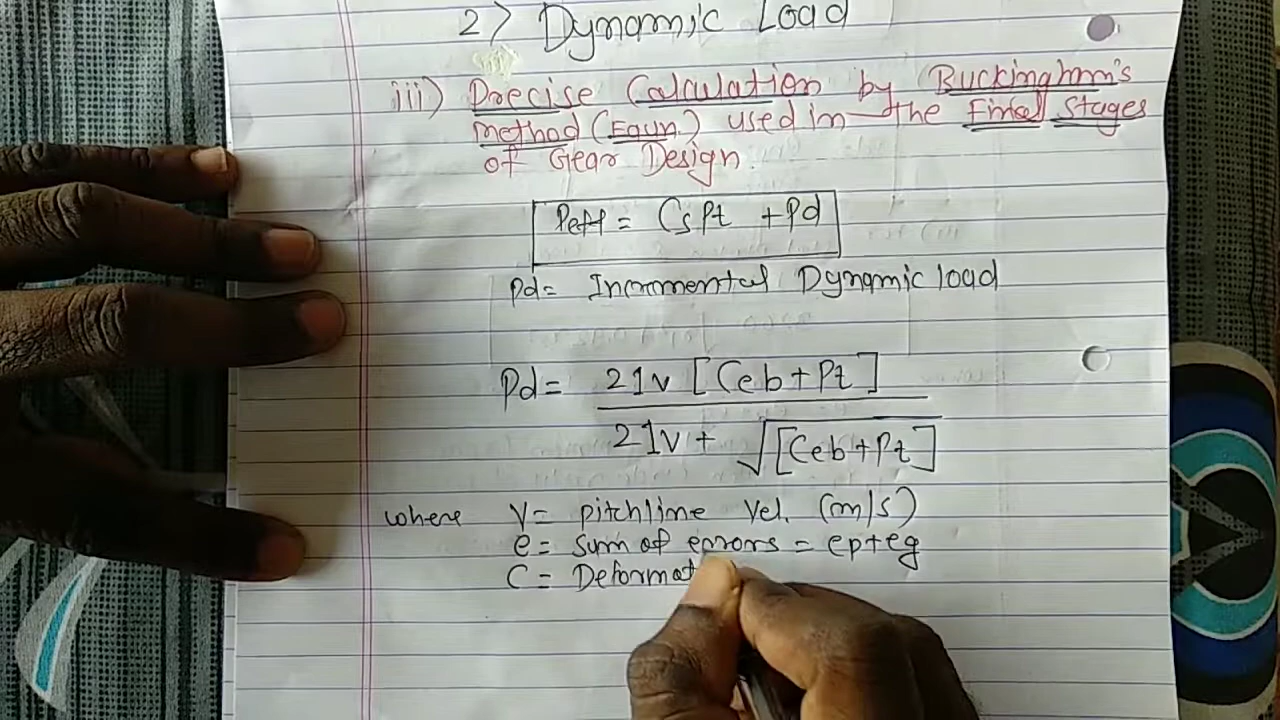 2> Dynamic Load
iii) Precise Calculation by Buckingham's
method (Equn.) used in the Final Stages
of Gear Design.
Peff = Cs Pt + Pd
Pd = Incremental Dynamic load
Pd = 21v [Ceb + Pt]
21v + √[Ceb + Pt]
where v = pitchline vel. (m/s)
e = Sum of errors = ep + eg
C = Deformat